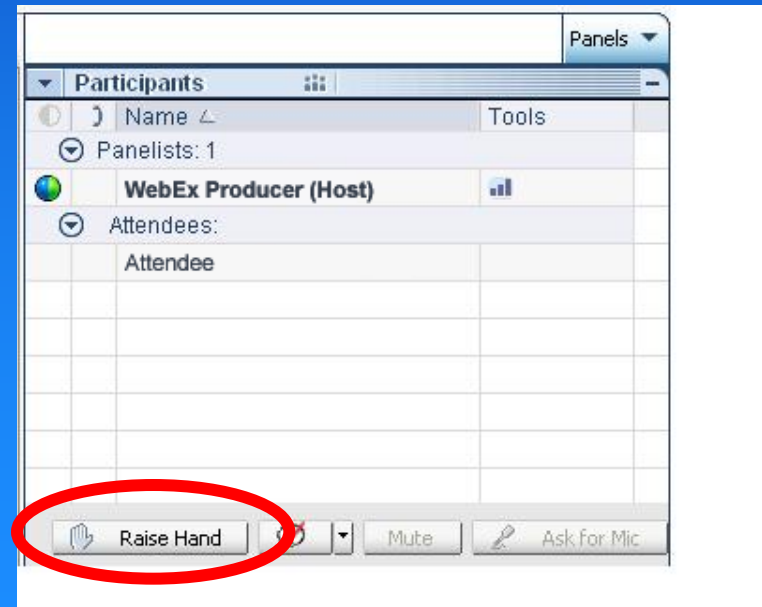 Panels
Participants
Name Tools
Panelists: 1
WebEx Producer (Host)
Attendees:
Attendee
Raise Hand Mute Ask for Mic